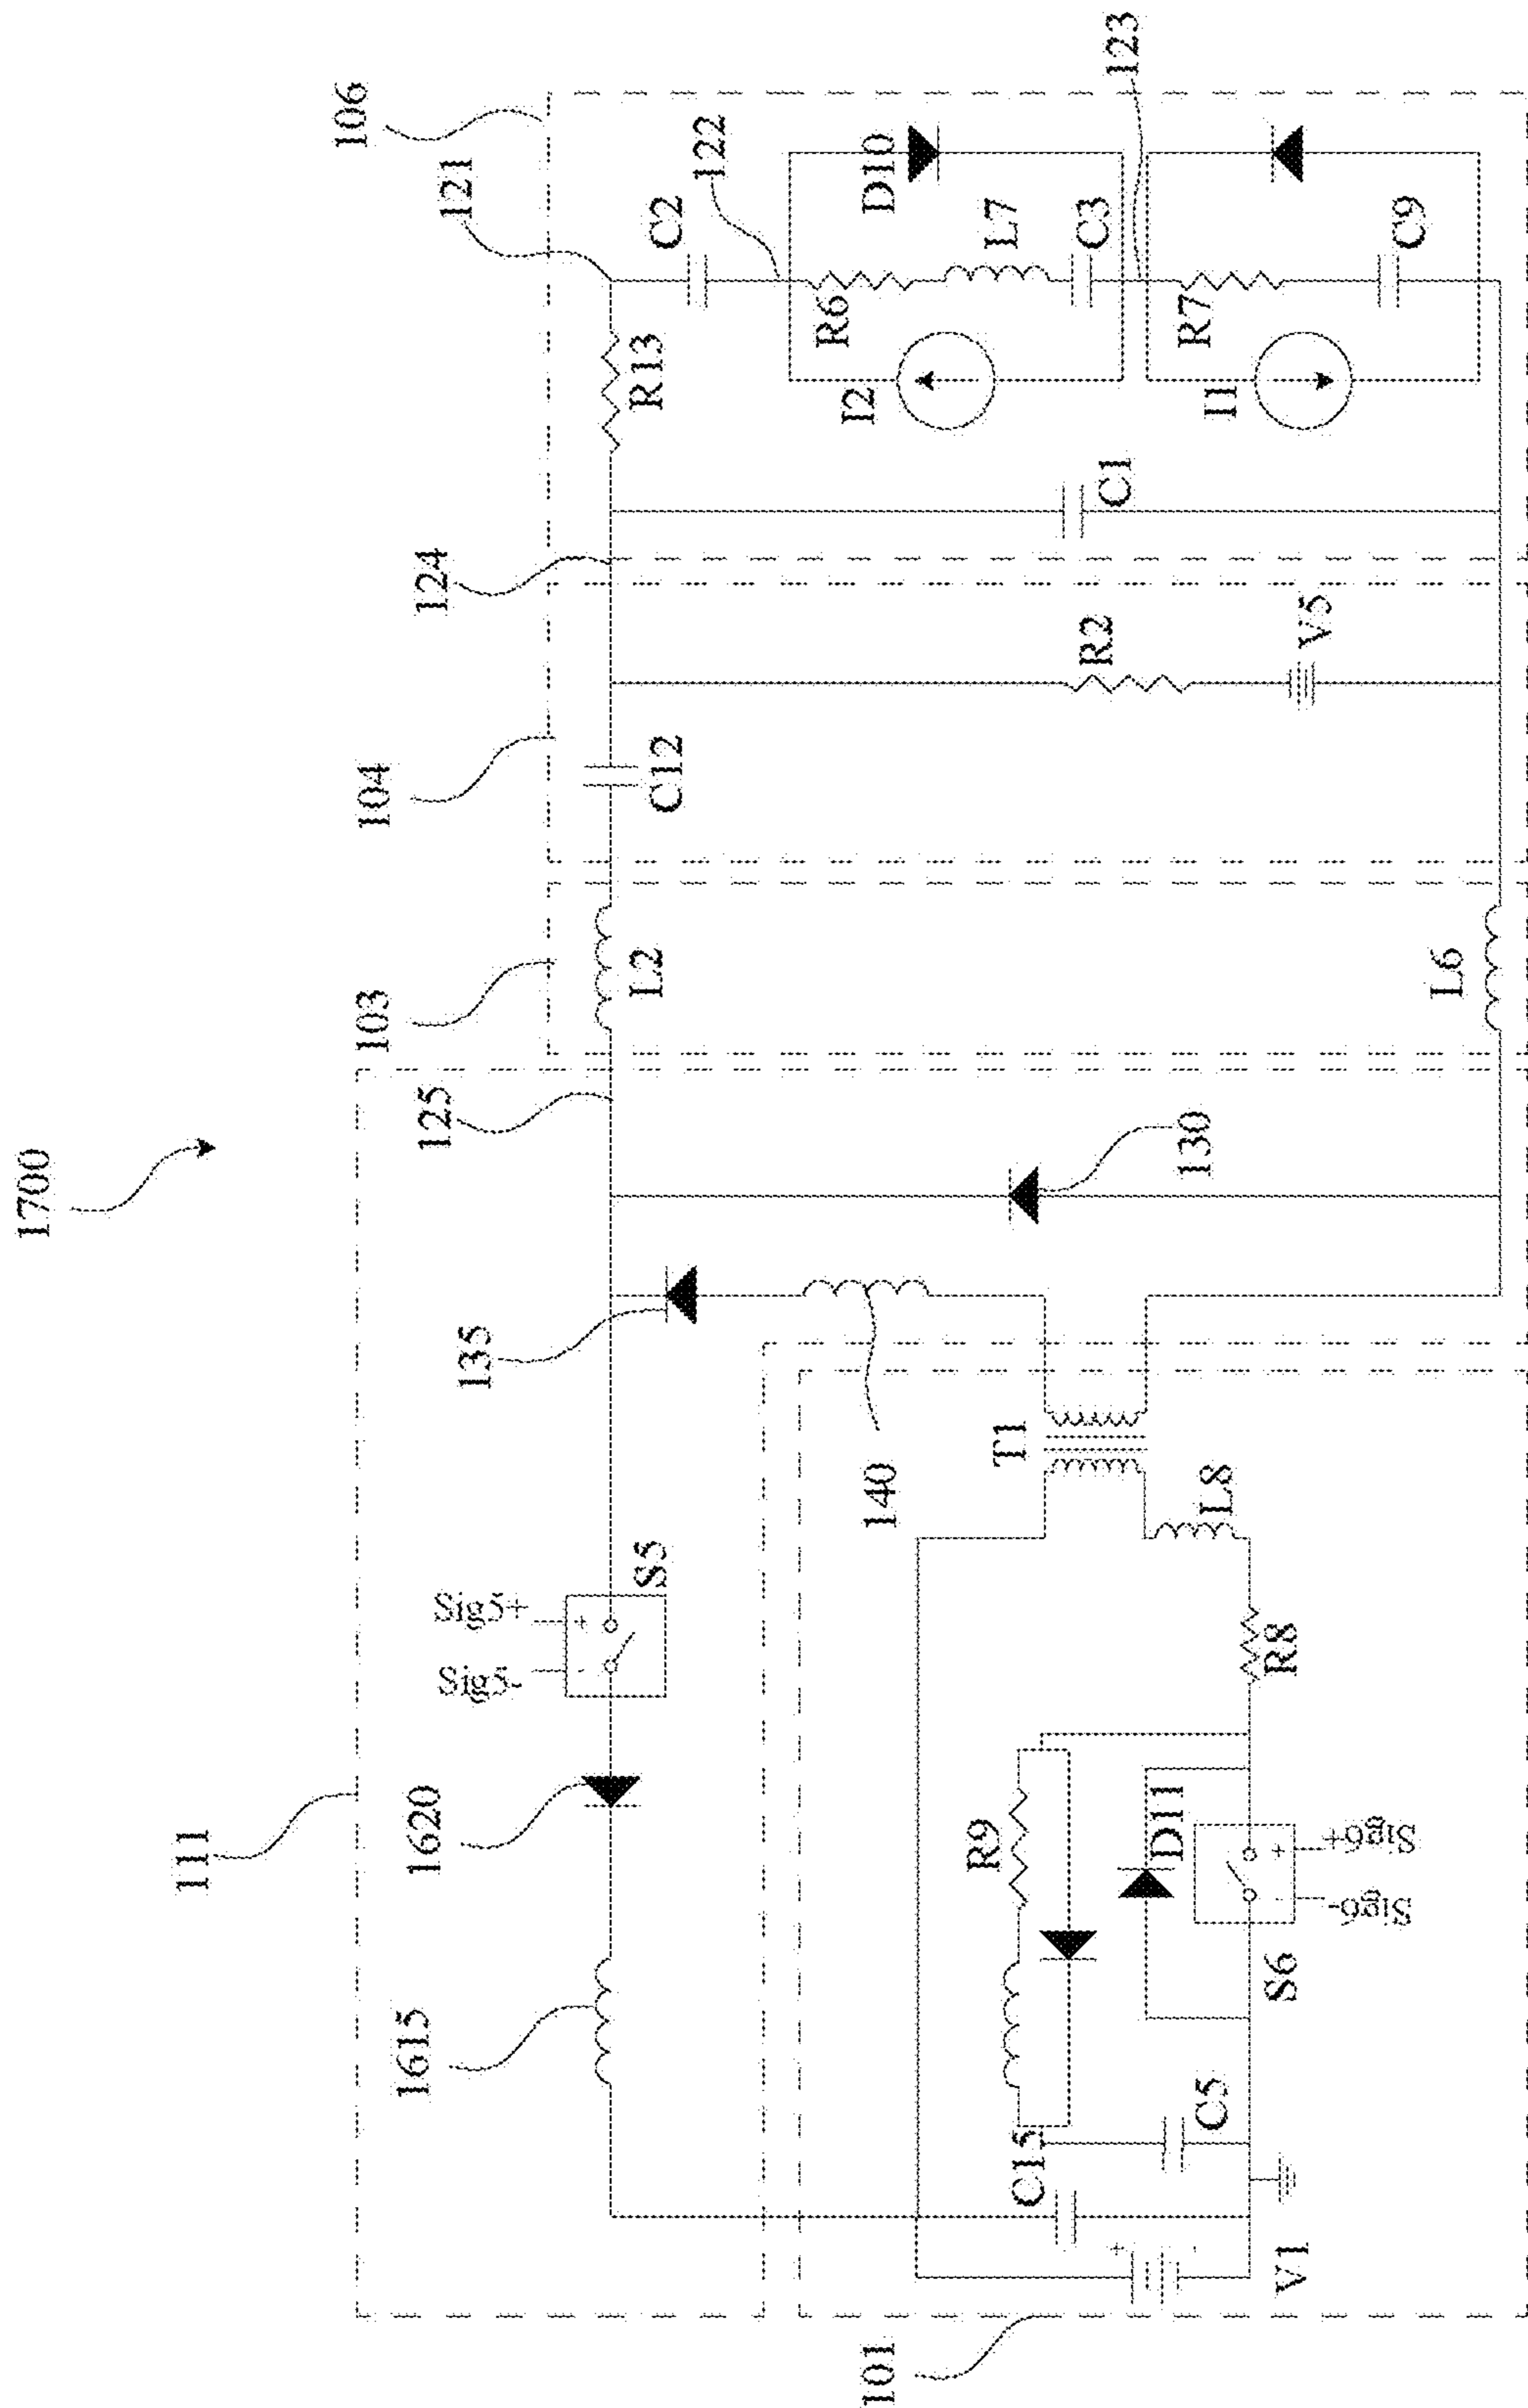 1700
111
103
104
106
121
124
125
122
123
135
130
140
1620
1615
101
Sig5-
Sig5+
S5
L2
C12
R13
C2
D10
R6
L7
C3
I2
R7
C9
I1
C1
R2
V5
L6
T1
L8
R8
R9
D11
S6
Sig6-
Sig6+
C5
C15
V1
+
-